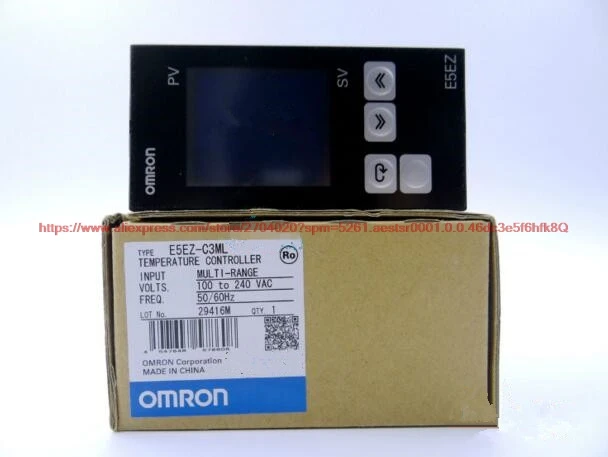 PV
SV
E5EZ
OMRON
https://www.aliexpress.com/store/2704020?spm=5261.aestsr0001.0.0.46dc3e5f6hfk8Q
TYPE E5EZ-C3ML
TEMPERATURE CONTROLLER
INPUT MULTI-RANGE
VOLTS. 100 to 240 VAC
FREQ. 50/60Hz
LOT No. 29416M QTY 1
Ro
OMRON Corporation
MADE IN CHINA
OMRON